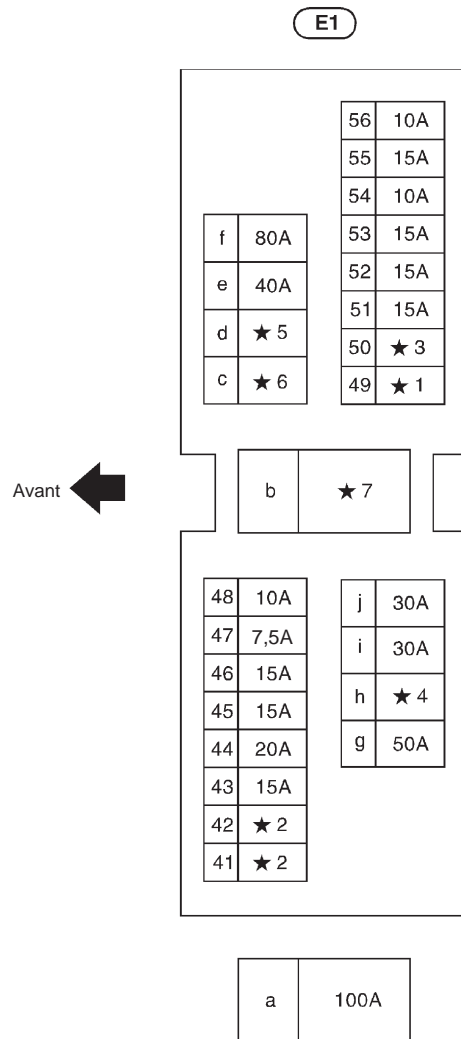 E1
56 10A
55 15A
54 10A
53 15A
52 15A
51 15A
50 ★ 3
49 ★ 1
f 80A
e 40A
d ★ 5
c ★ 6
Avant
b ★ 7
48 10A
47 7,5A
46 15A
45 15A
44 20A
43 15A
42 ★ 2
41 ★ 2
j 30A
i 30A
h ★ 4
g 50A
a 100A